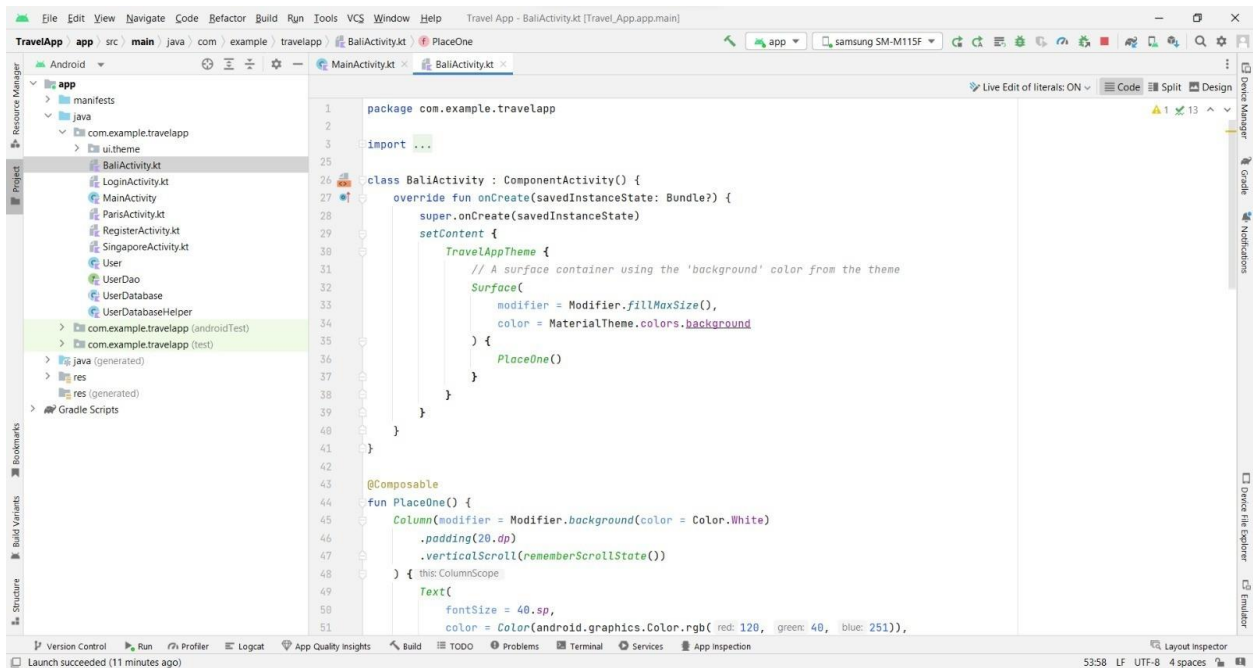 File Edit View Navigate Code Refactor Build Run Tools VCS Window Help Travel App - BaliActivity.kt [Travel_App.app.main]
TravelApp app src main java com example travelapp BaliActivity.kt PlaceOne app samsung SM-M115F
Android MainActivity.kt BaliActivity.kt
Live Edit of literals: ON Code Split Design
Resource Manager
Project
Bookmarks
Build Variants
Structure
app
manifests
java
com.example.travelapp
ui.theme
BaliActivity.kt
LoginActivity.kt
MainActivity
ParisActivity.kt
RegisterActivity.kt
SingaporeActivity.kt
User
UserDao
UserDatabase
UserDatabaseHelper
com.example.travelapp (androidTest)
com.example.travelapp (test)
java (generated)
res
res (generated)
Gradle Scripts
1 package com.example.travelapp
2
3 import ...
25
26 class BaliActivity : ComponentActivity() {
27 override fun onCreate(savedInstanceState: Bundle?) {
28 super.onCreate(savedInstanceState)
29 setContent {
30 TravelAppTheme {
31 // A surface container using the 'background' color from the theme
32 Surface(
33 modifier = Modifier.fillMaxSize(),
34 color = MaterialTheme.colors.background
35 ) {
36 PlaceOne()
37 }
38 }
39 }
40 }
41 }
42
43 @Composable
44 fun PlaceOne() {
45 Column(modifier = Modifier.background(color = Color.White)
46 .padding(20.dp)
47 .verticalScroll(rememberScrollState())
48 ) { this: ColumnScope
49 Text(
50 fontSize = 40.sp,
51 color = Color(android.graphics.Color.rgb( red: 120, green: 40, blue: 251)),
1 13
Device Manager
Gradle
Notifications
Device File Explorer
Emulator
Version Control Run Profiler Logcat App Quality Insights Build TODO Problems Terminal Services App Inspection Layout Inspector
Launch succeeded (11 minutes ago) 53:58 LF UTF-8 4 spaces